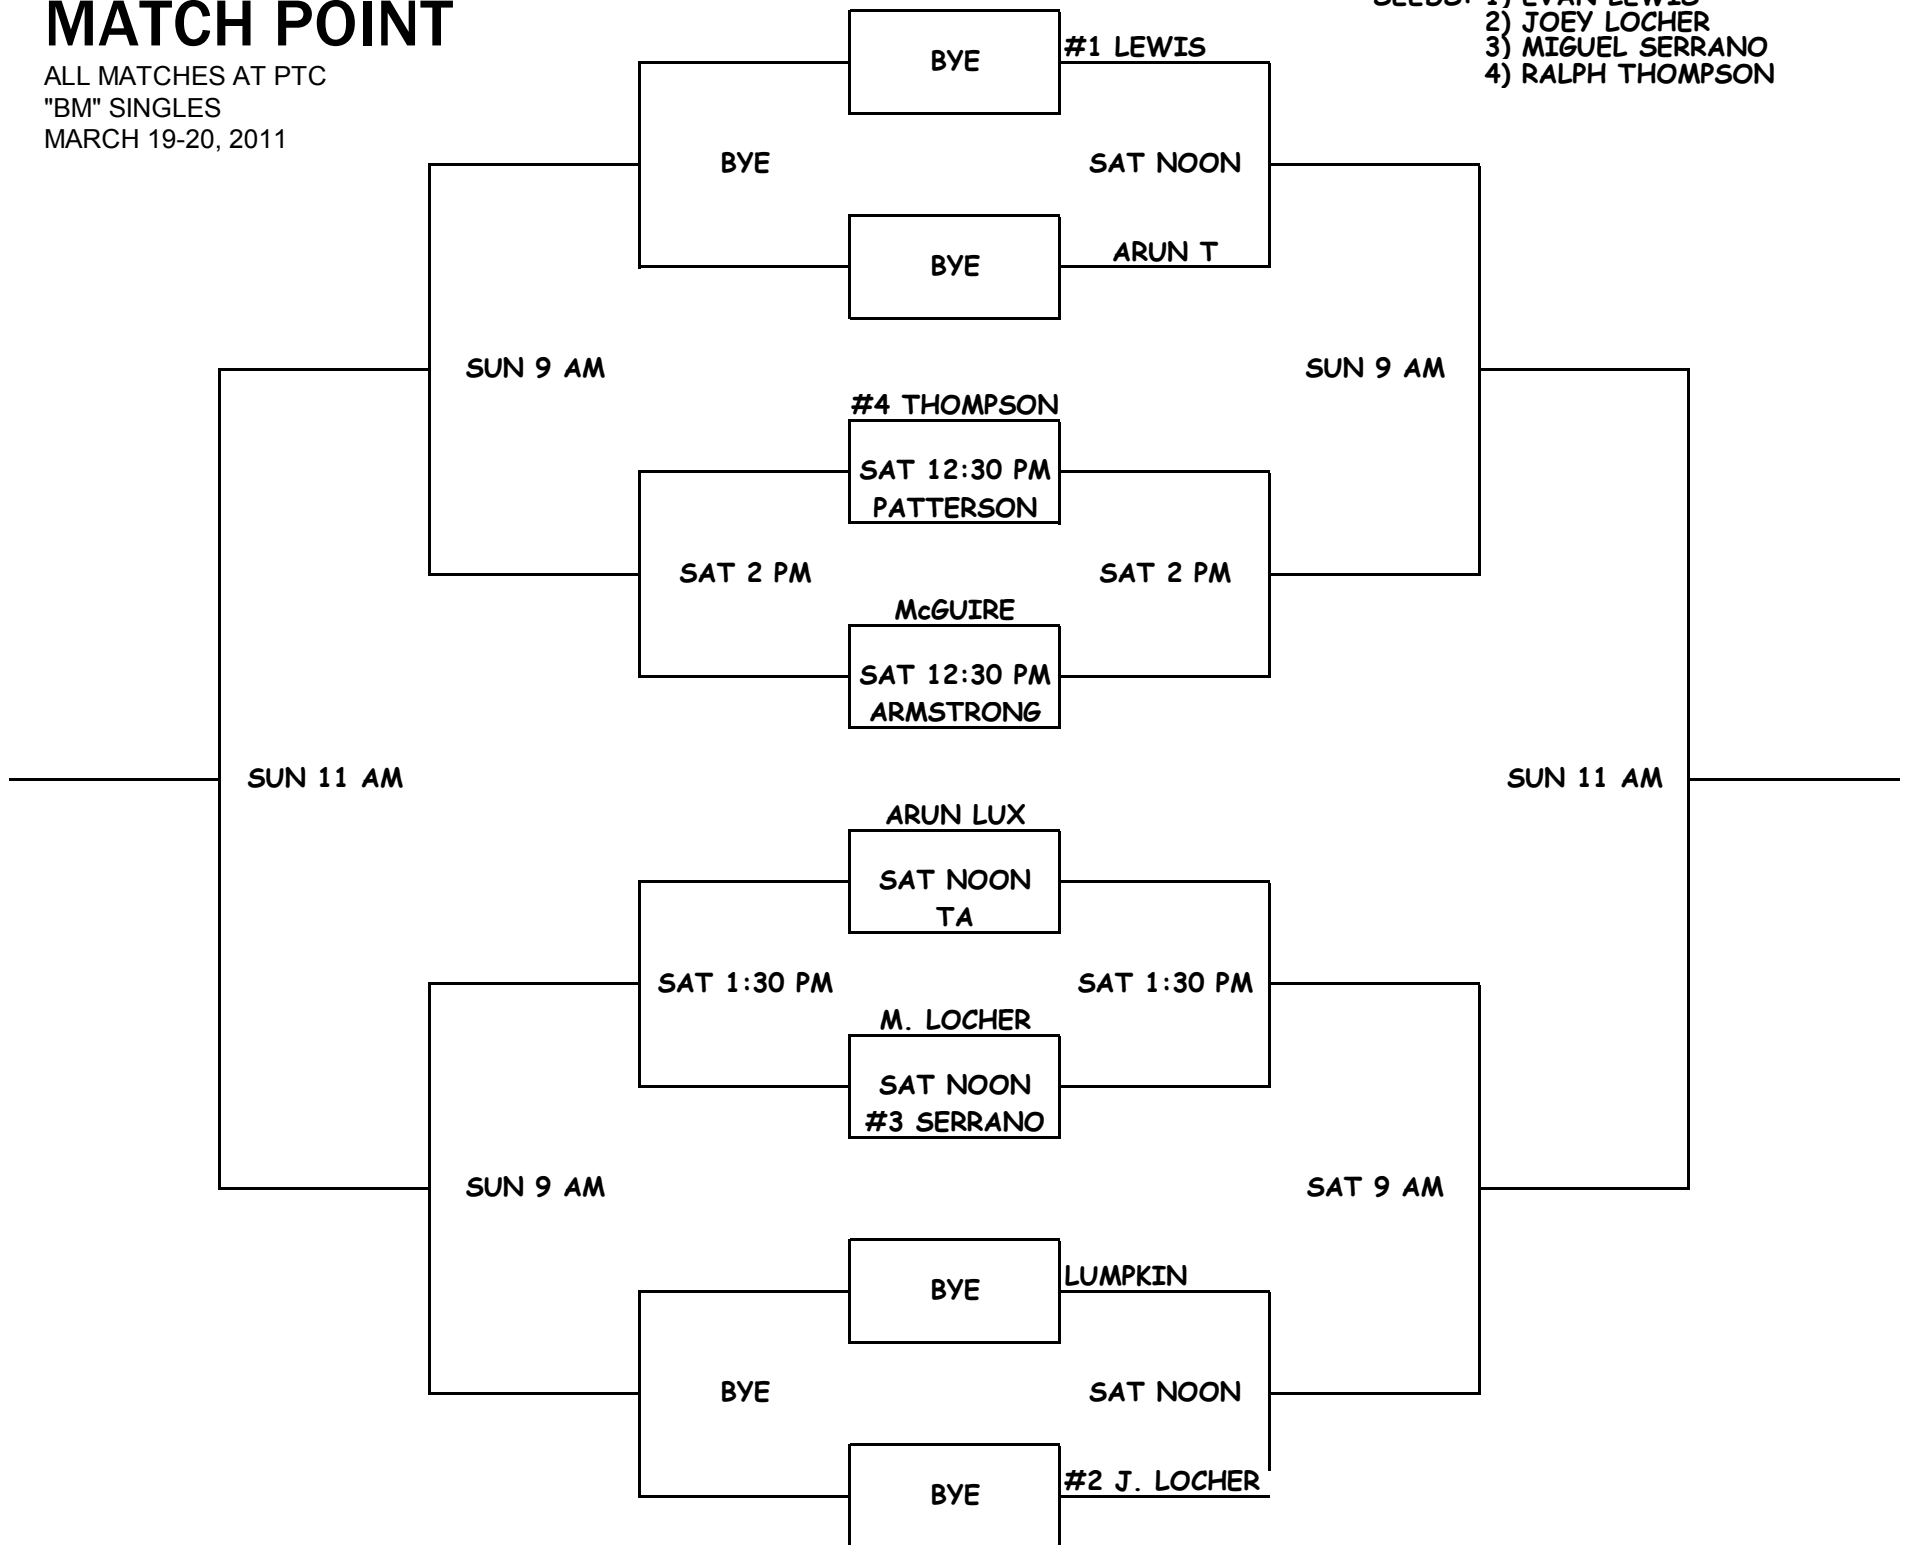 MATCH POINT
SEEDS: 1) EVAN LEWIS
2) JOEY LOCHER
3) MIGUEL SERRANO
4) RALPH THOMPSON
ALL MATCHES AT PTC
"BM" SINGLES
MARCH 19-20, 2011
BYE
#1 LEWIS
BYE
SAT NOON
BYE
ARUN T
SUN 9 AM
SUN 9 AM
#4 THOMPSON
SAT 12:30 PM
PATTERSON
SAT 2 PM
SAT 2 PM
McGUIRE
SAT 12:30 PM
ARMSTRONG
SUN 11 AM
SUN 11 AM
ARUN LUX
SAT NOON
TA
SAT 1:30 PM
SAT 1:30 PM
M. LOCHER
SAT NOON
#3 SERRANO
SUN 9 AM
SAT 9 AM
BYE
LUMPKIN
BYE
SAT NOON
BYE
#2 J. LOCHER